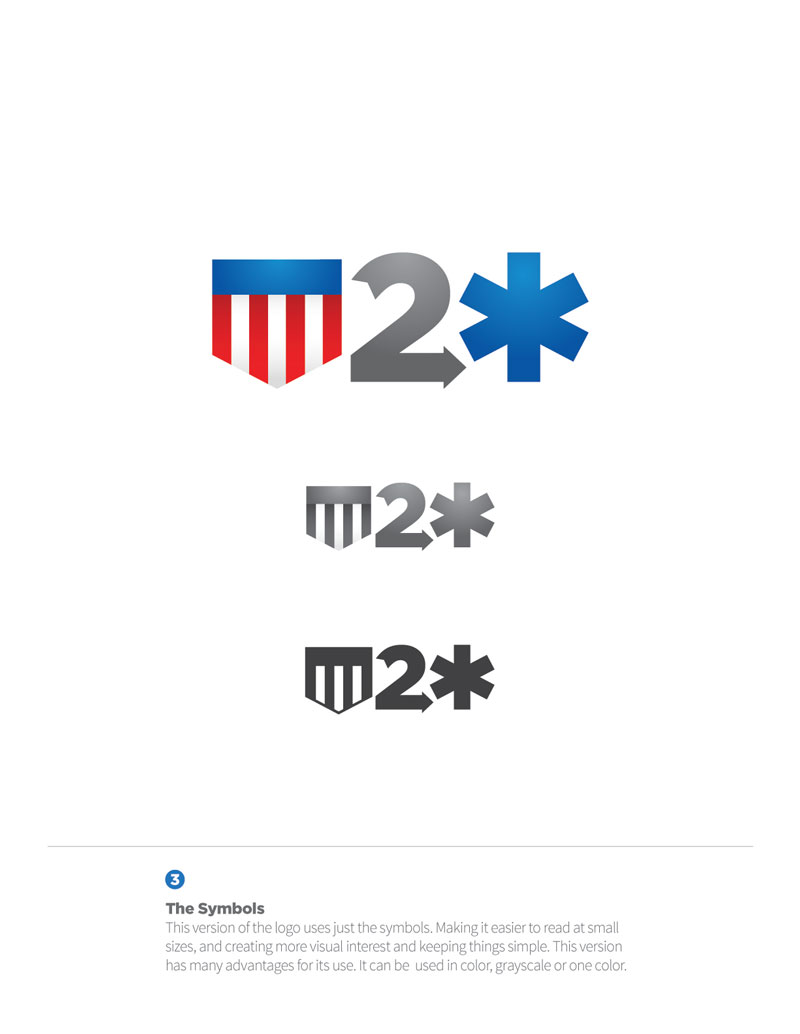 2*
2*
2*
3
The Symbols
This version of the logo uses just the symbols. Making it easier to read at small
sizes, and creating more visual interest and keeping things simple. This version
has many advantages for its use. It can be  used in color, grayscale or one color.